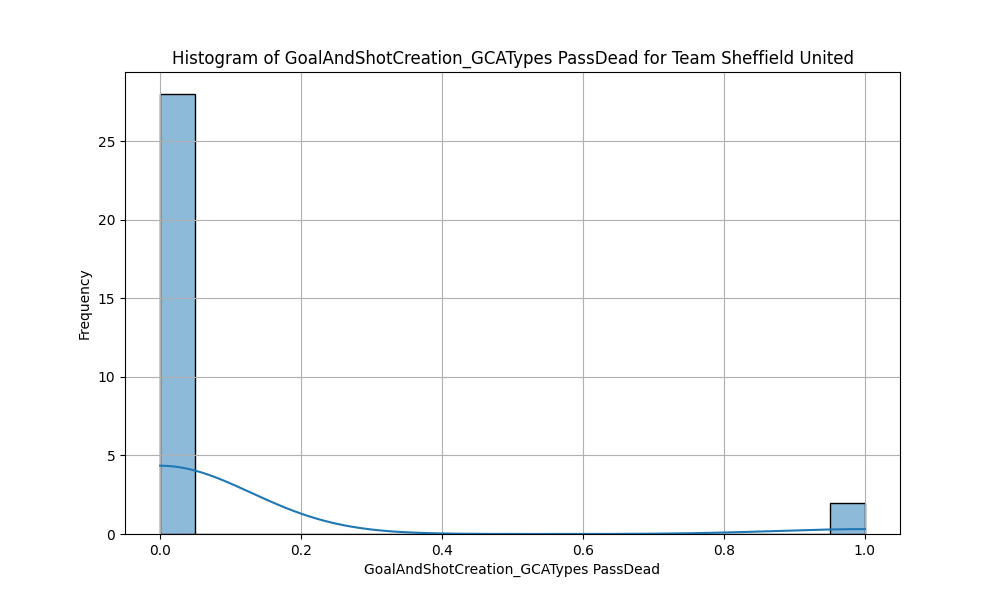 Histogram of GoalAndShotCreation_GCATypes PassDead for Team Sheffield United
Frequency
25
20
15
10
5
0
0.0 0.2 0.4 0.6 0.8 1.0
GoalAndShotCreation_GCATypes PassDead